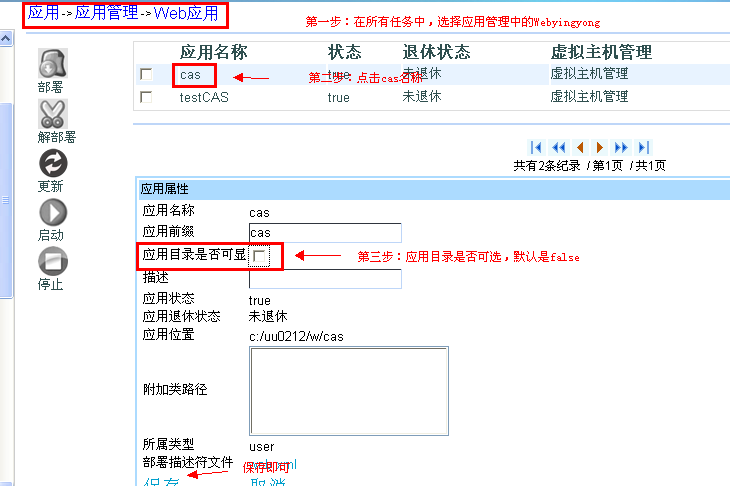 应用->应用管理->Web应用
第一步：在所有任务中，选择应用管理中的Webyingyong
应用名称 状态 退休状态 虚拟主机管理
cas true 未退休 虚拟主机管理
第二步：点击cas名称
testCAS true 未退休 虚拟主机管理
部署
解部署
更新
启动
停止
共有2条纪录 / 第1页 / 共1页
应用属性
应用名称 cas
应用前缀 cas
应用目录是否可显
第三步：应用目录是否可选，默认是false
描述
应用状态 true
应用退休状态 未退休
应用位置 c:/uu0212/w/cas
附加类路径
所属类型 user
部署描述符文件
保存即可
保存 取消